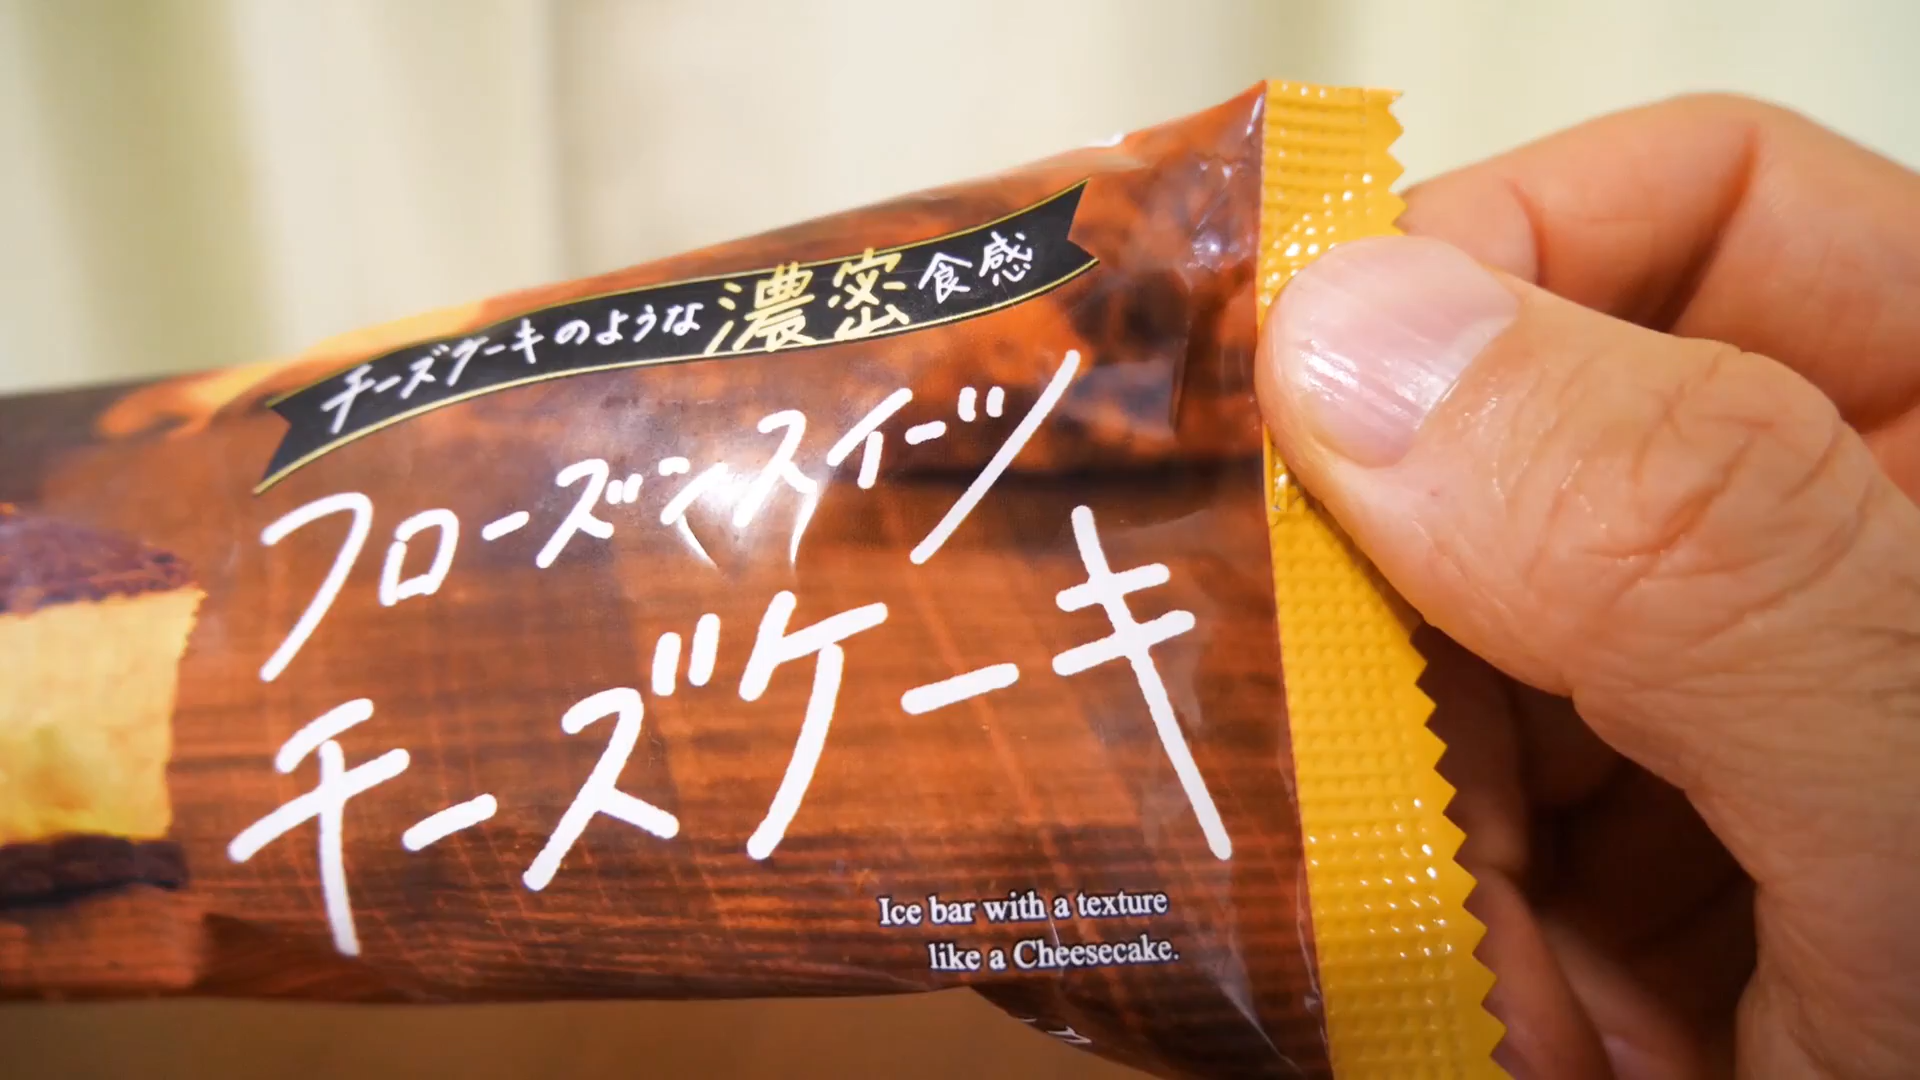 チーズケーキのような濃密食感
フローズンスイーツ
チーズケーキ
Ice bar with a texture
like a Cheesecake.